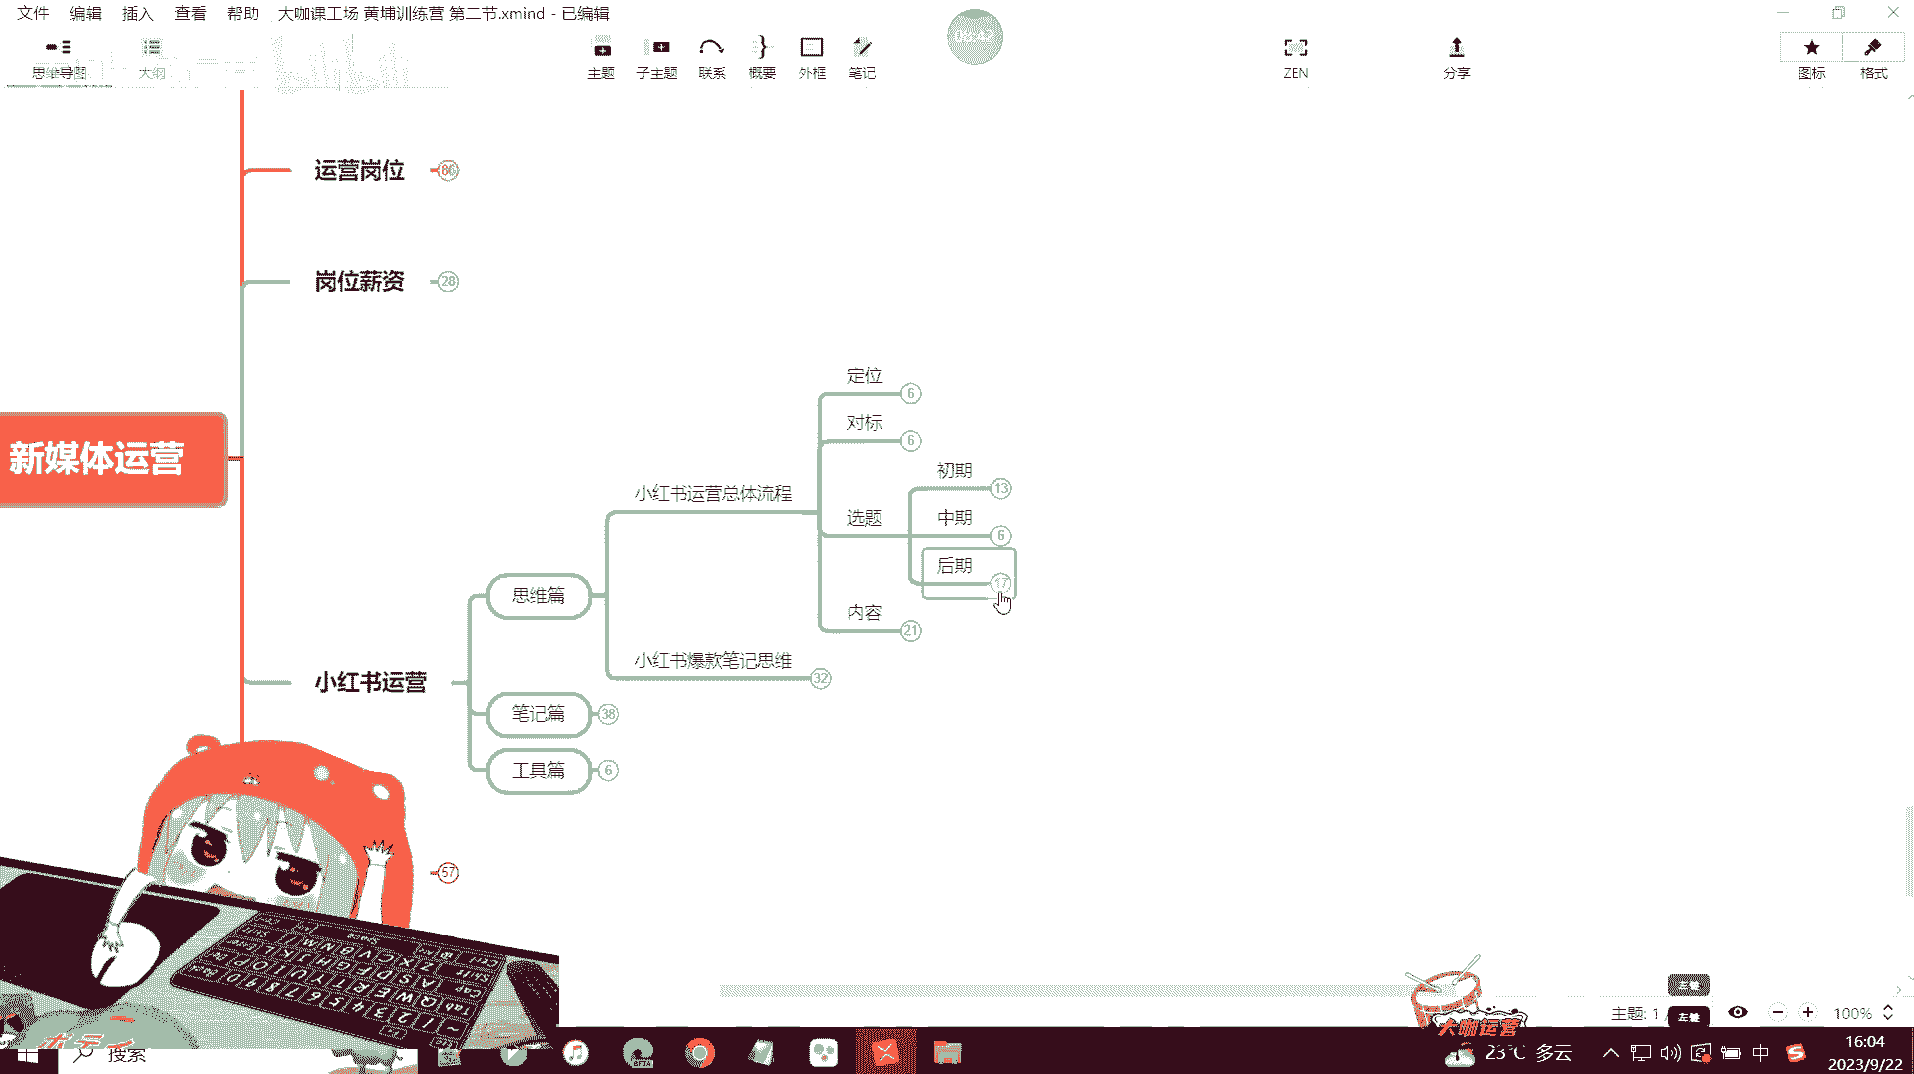 文件 编辑 插入 查看 帮助 大咖课工场 黄埔训练营 第二节.xmind - 已编辑
思维导图 大纲 主题 子主题 联系 概要 外框 笔记 ZEN 分享 图标 格式
运营岗位 86
岗位薪资 28
新媒体运营
定位 6
对标 6
初期 13
小红书运营总体流程
选题
中期 6
后期 17
思维篇
内容 21
小红书爆款笔记思维 32
小红书运营
笔记篇 38
工具篇 6
57
大咖运营
左键
主题: 1 /
左键
100%
搜索
23°C 多云
中
16:04
2023/9/22